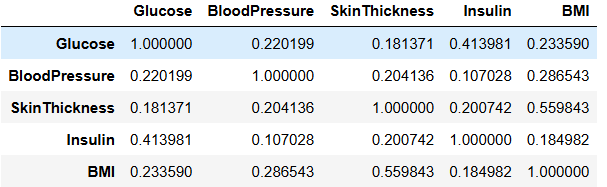 Glucose BloodPressure SkinThickness Insulin BMI
Glucose 1.000000 0.220199 0.181371 0.413981 0.233590
BloodPressure 0.220199 1.000000 0.204136 0.107028 0.286543
SkinThickness 0.181371 0.204136 1.000000 0.200742 0.559843
Insulin 0.413981 0.107028 0.200742 1.000000 0.184982
BMI 0.233590 0.286543 0.559843 0.184982 1.000000